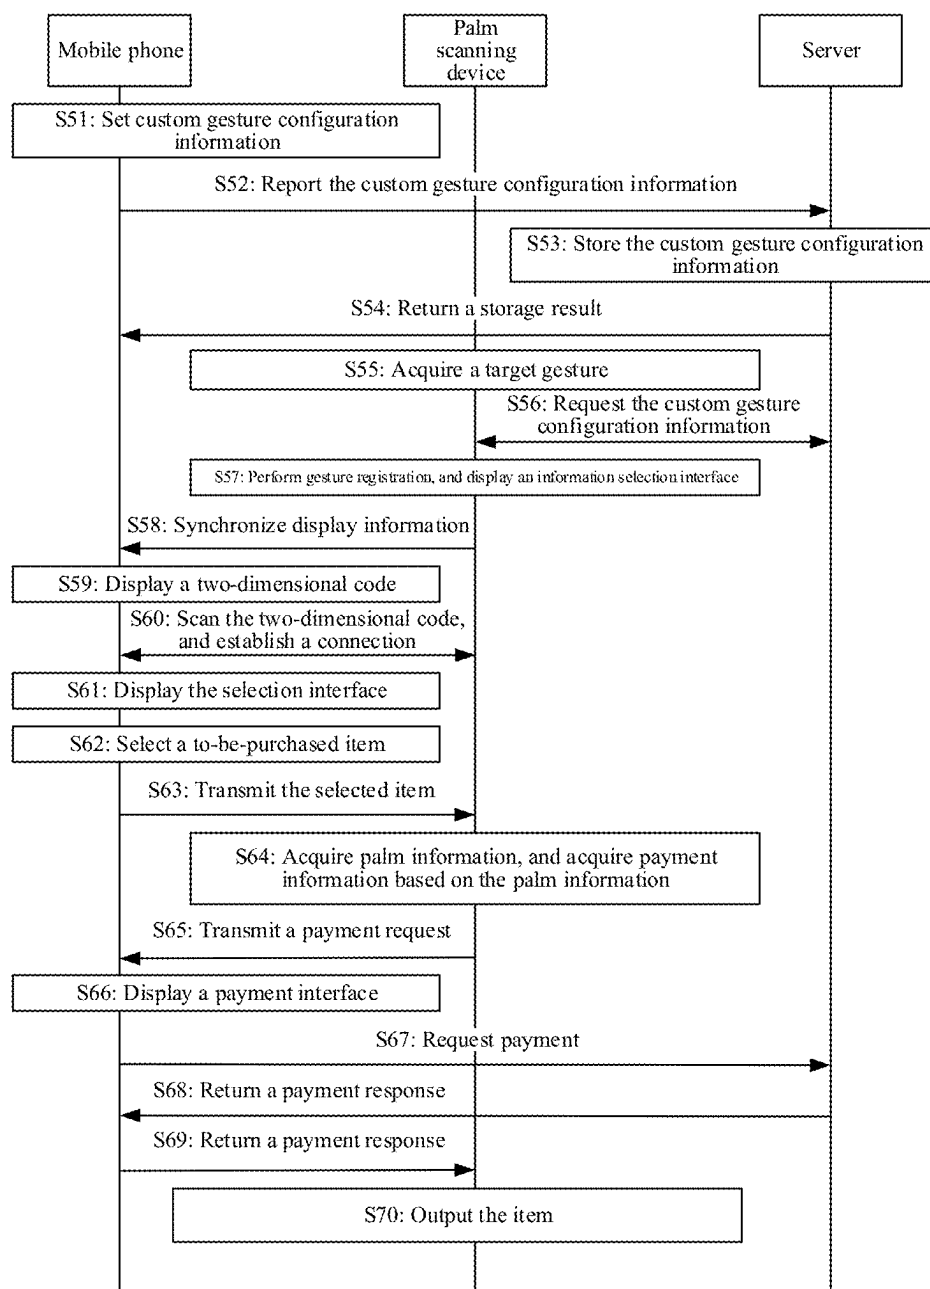 Mobile phone
Palm
scanning
device
Server
S51: Set custom gesture configuration
information
S52: Report the custom gesture configuration information
S53: Store the custom gesture configuration
information
S54: Return a storage result
S55: Acquire a target gesture
S56: Request the custom gesture
configuration information
S57: Perform gesture registration, and display an information selection interface
S58: Synchronize display information
S59: Display a two-dimensional code
S60: Scan the two-dimensional code,
and establish a connection
S61: Display the selection interface
S62: Select a to-be-purchased item
S63: Transmit the selected item
S64: Acquire palm information, and acquire payment
information based on the palm information
S65: Transmit a payment request
S66: Display a payment interface
S67: Request payment
S68: Return a payment response
S69: Return a payment response
S70: Output the item